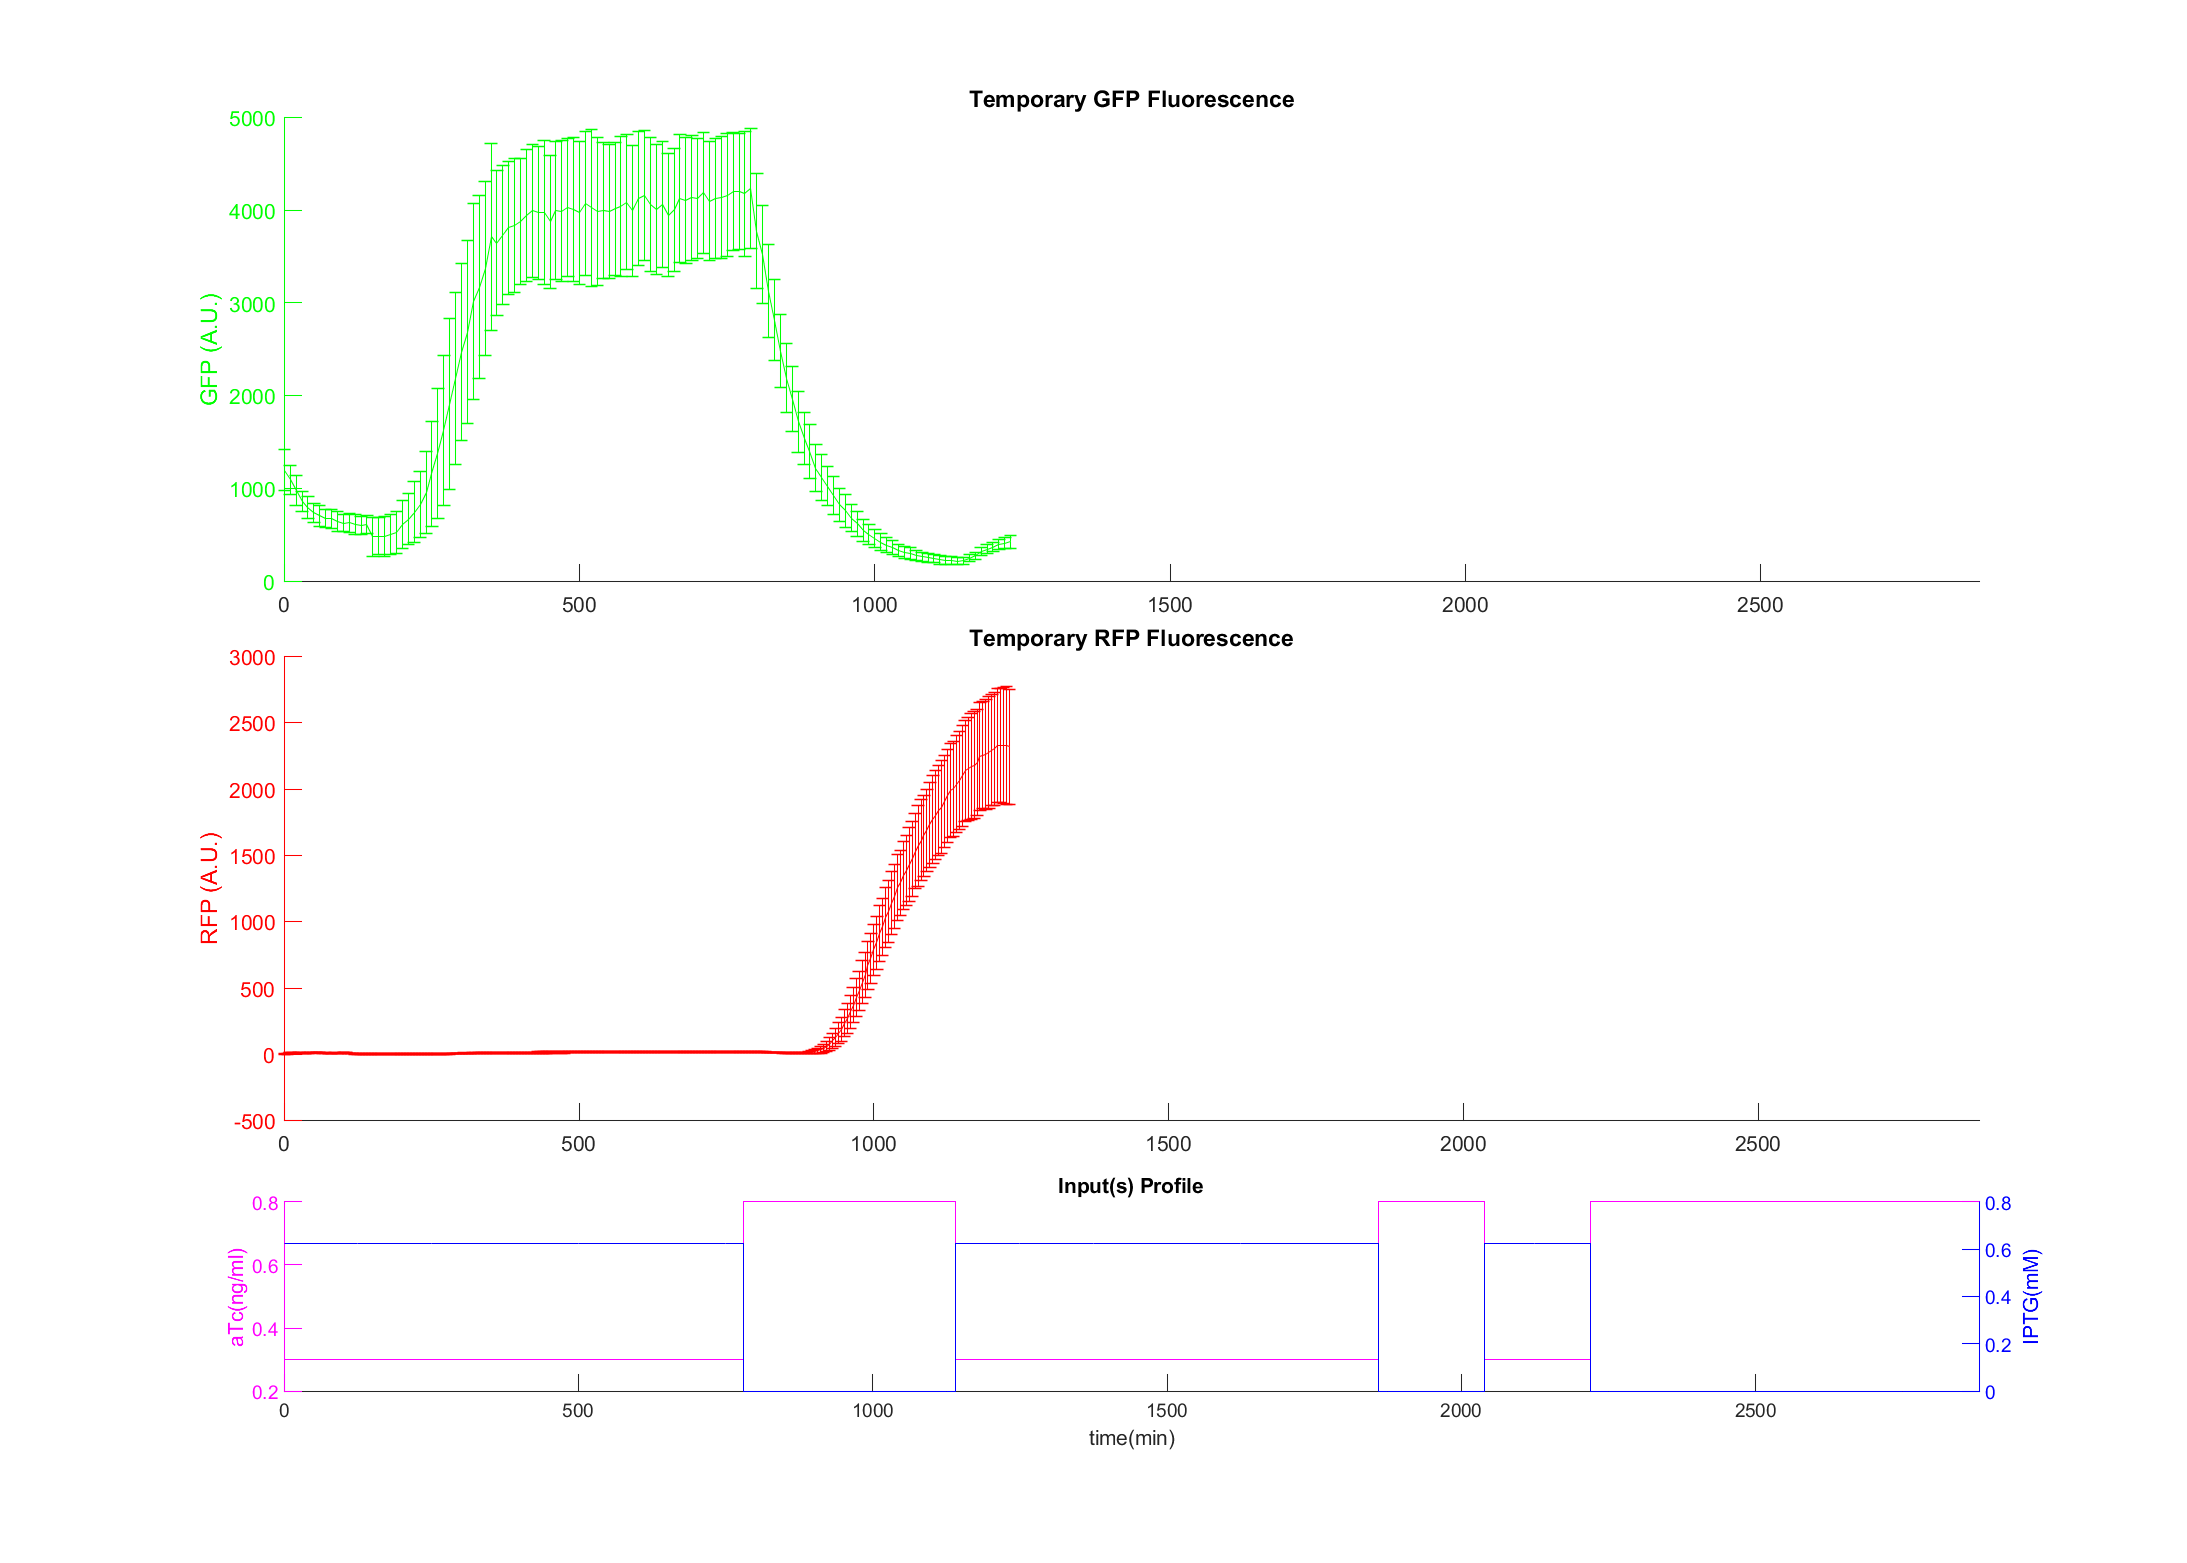 Temporary GFP Fluorescence
GFP (A.U.)
5000
4000
3000
2000
1000
0
0 500 1000 1500 2000 2500
Temporary RFP Fluorescence
RFP (A.U.)
3000
2500
2000
1500
1000
500
0
-500
0 500 1000 1500 2000 2500
Input(s) Profile
aTc(ng/ml)
0.8
0.6
0.4
0.2
0.8
0.6
0.4
0.2
0
IPTG(mM)
0 500 1000 1500 2000 2500
time(min)